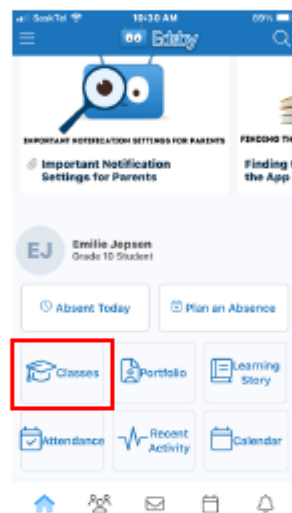 SaskTel 10:30 AM 89%
Edsby
IMPORTANT NOTIFICATION SETTINGS FOR PARENTS
FINDING TH
Important Notification
Settings for Parents
Finding
the App
EJ
Emilie Jepsen
Grade 10 Student
Absent Today
Plan an Absence
Classes
Portfolio
Learning
Story
Attendance
Recent
Activity
Calendar